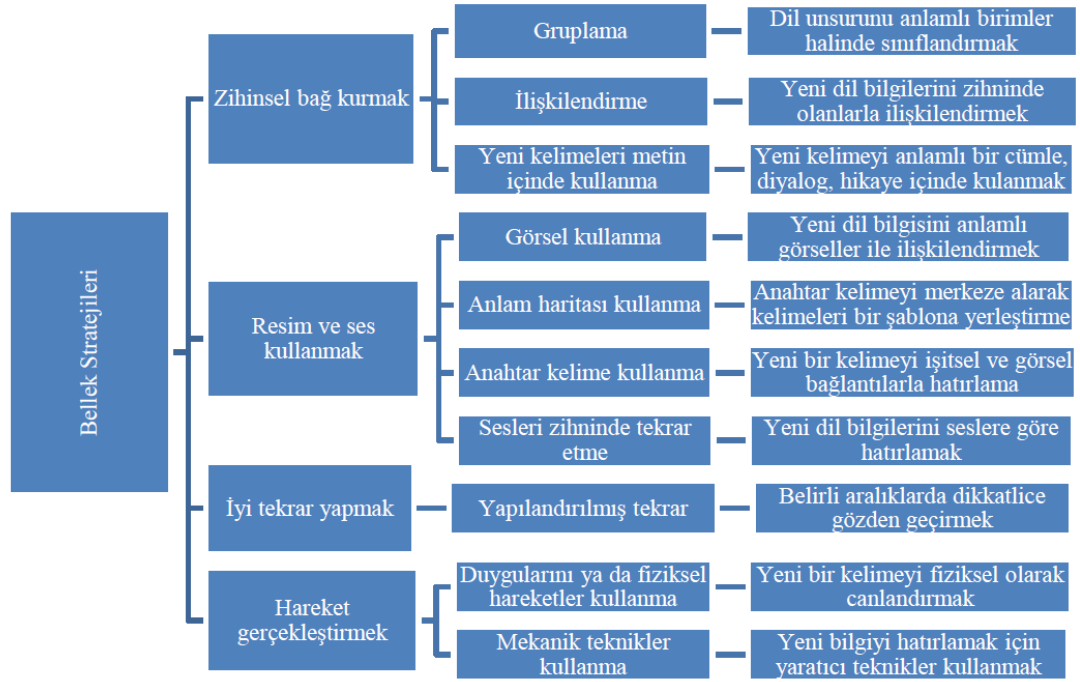 Bellek Stratejileri
Zihinsel bağ kurmak
Gruplama
Dil unsurunu anlamlı birimler
halinde sınıflandırmak
İlişkilendirme
Yeni dil bilgilerini zihninde
olanlarla ilişkilendirmek
Yeni kelimeleri metin
içinde kullanma
Yeni kelimeyi anlamlı bir cümle,
diyalog, hikaye içinde kulanmak
Resim ve ses
kullanmak
Görsel kullanma
Yeni dil bilgisini anlamlı
görseller ile ilişkilendirmek
Anlam haritası kullanma
Anahtar kelimeyi merkeze alarak
kelimeleri bir şablona yerleştirme
Anahtar kelime kullanma
Yeni bir kelimeyi işitsel ve görsel
bağlantılarla hatırlama
Sesleri zihninde tekrar
etme
Yeni dil bilgilerini seslere göre
hatırlamak
İyi tekrar yapmak
Yapılandırılmış tekrar
Belirli aralıklarda dikkatlice
gözden geçirmek
Hareket
gerçekleştirmek
Duygularını ya da fiziksel
hareketler kullanma
Yeni bir kelimeyi fiziksel olarak
canlandırmak
Mekanik teknikler
kullanma
Yeni bilgiyi hatırlamak için
yaratıcı teknikler kullanmak